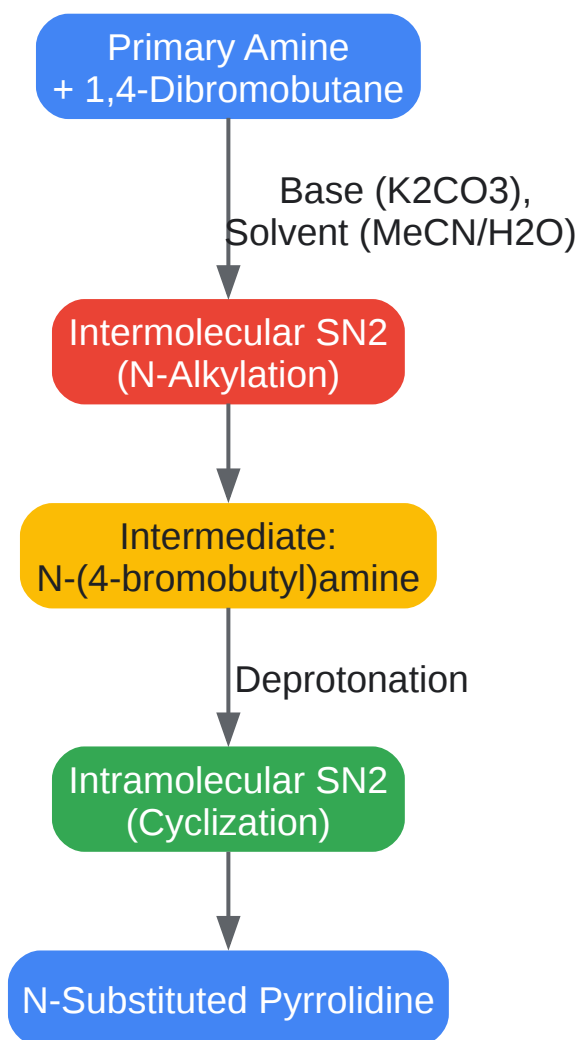 Primary Amine
+ 1,4-Dibromobutane
Base (K2CO3),
Solvent (MeCN/H2O)
Intermolecular SN2
(N-Alkylation)
Intermediate:
N-(4-bromobutyl)amine
Deprotonation
Intramolecular SN2
(Cyclization)
N-Substituted Pyrrolidine